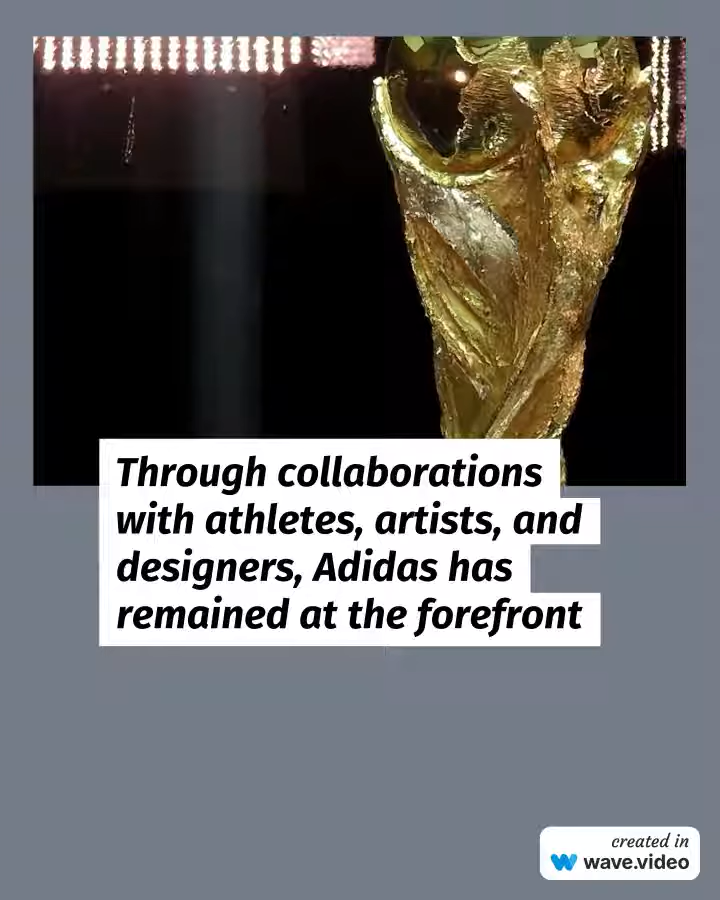 Through collaborations
with athletes, artists, and
designers, Adidas has
remained at the forefront
created in
wave.video